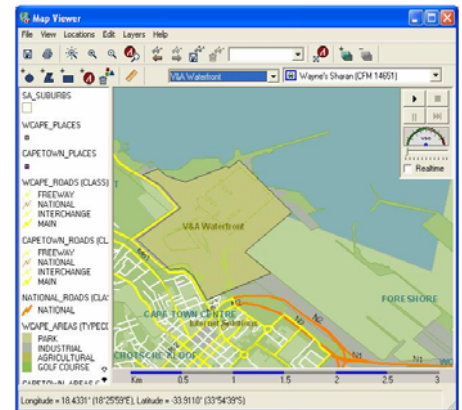 Map Viewer
File View Locations Edit Layers Help
V&A Waterfront
Wayne's Sharan (CFM 14651)
SA_SUBURBS
WCAPE_PLACES
CAPETOWN_PLACES
WCAPE_ROADS (CLASS)
FREEWAY
NATIONAL
INTERCHANGE
MAIN
CAPETOWN_ROADS (CL
FREEWAY
NATIONAL
INTERCHANGE
MAIN
NATIONAL_ROADS (CLA
NATIONAL
WCAPE_AREAS (TYPED
PARK
INDUSTRIAL
AGRICULTURAL
GOLF COURSE
CAPETOWN_AREAS (
Realtime
V&A Waterfront
FORESHORE
CAPE TOWN CENTRE
N2
N1
N1
Km 0.5 1 1.5 2 2.5 3
Longitude = 18.4331° (18°25'59"E), Latitude = -33.9110° (33°54'39"S)